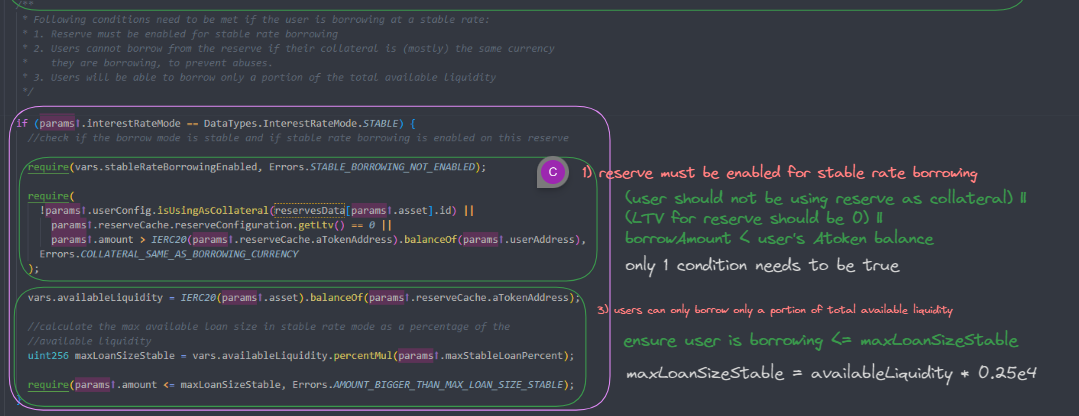 /**
* Following conditions need to be met if the user is borrowing at a stable rate:
* 1. Reserve must be enabled for stable rate borrowing
* 2. Users cannot borrow from the reserve if their collateral is (mostly) the same currency
* they are borrowing, to prevent abuses.
* 3. Users will be able to borrow only a portion of the total available liquidity
*/
if (params↑.interestRateMode == DataTypes.InterestRateMode.STABLE) {
//check if the borrow mode is stable and if stable rate borrowing is enabled on this reserve
require(vars.stableRateBorrowingEnabled, Errors.STABLE_BORROWING_NOT_ENABLED);
C
1) reserve must be enabled for stable rate borrowing
require(
!params↑.userConfig.isUsingAsCollateral(reservesData[params↑.asset].id) ||
params↑.reserveCache.reserveConfiguration.getLtv() == 0 ||
params↑.amount > IERC20(params↑.reserveCache.aTokenAddress).balanceOf(params↑.userAddress),
Errors.COLLATERAL_SAME_AS_BORROWING_CURRENCY
);
(user should not be using reserve as collateral) ||
(LTV for reserve should be 0) ||
borrowAmount < user's Atoken balance
only 1 condition needs to be true
vars.availableLiquidity = IERC20(params↑.asset).balanceOf(params↑.reserveCache.aTokenAddress);
//calculate the max available loan size in stable rate mode as a percentage of the
//available liquidity
uint256 maxLoanSizeStable = vars.availableLiquidity.percentMul(params↑.maxStableLoanPercent);
require(params↑.amount <= maxLoanSizeStable, Errors.AMOUNT_BIGGER_THAN_MAX_LOAN_SIZE_STABLE);
}
3) users can only borrow only a portion of total available liquidity
ensure user is borrowing <= maxLoanSizeStable
maxLoanSizeStable = availableLiquidity * 0.25e4